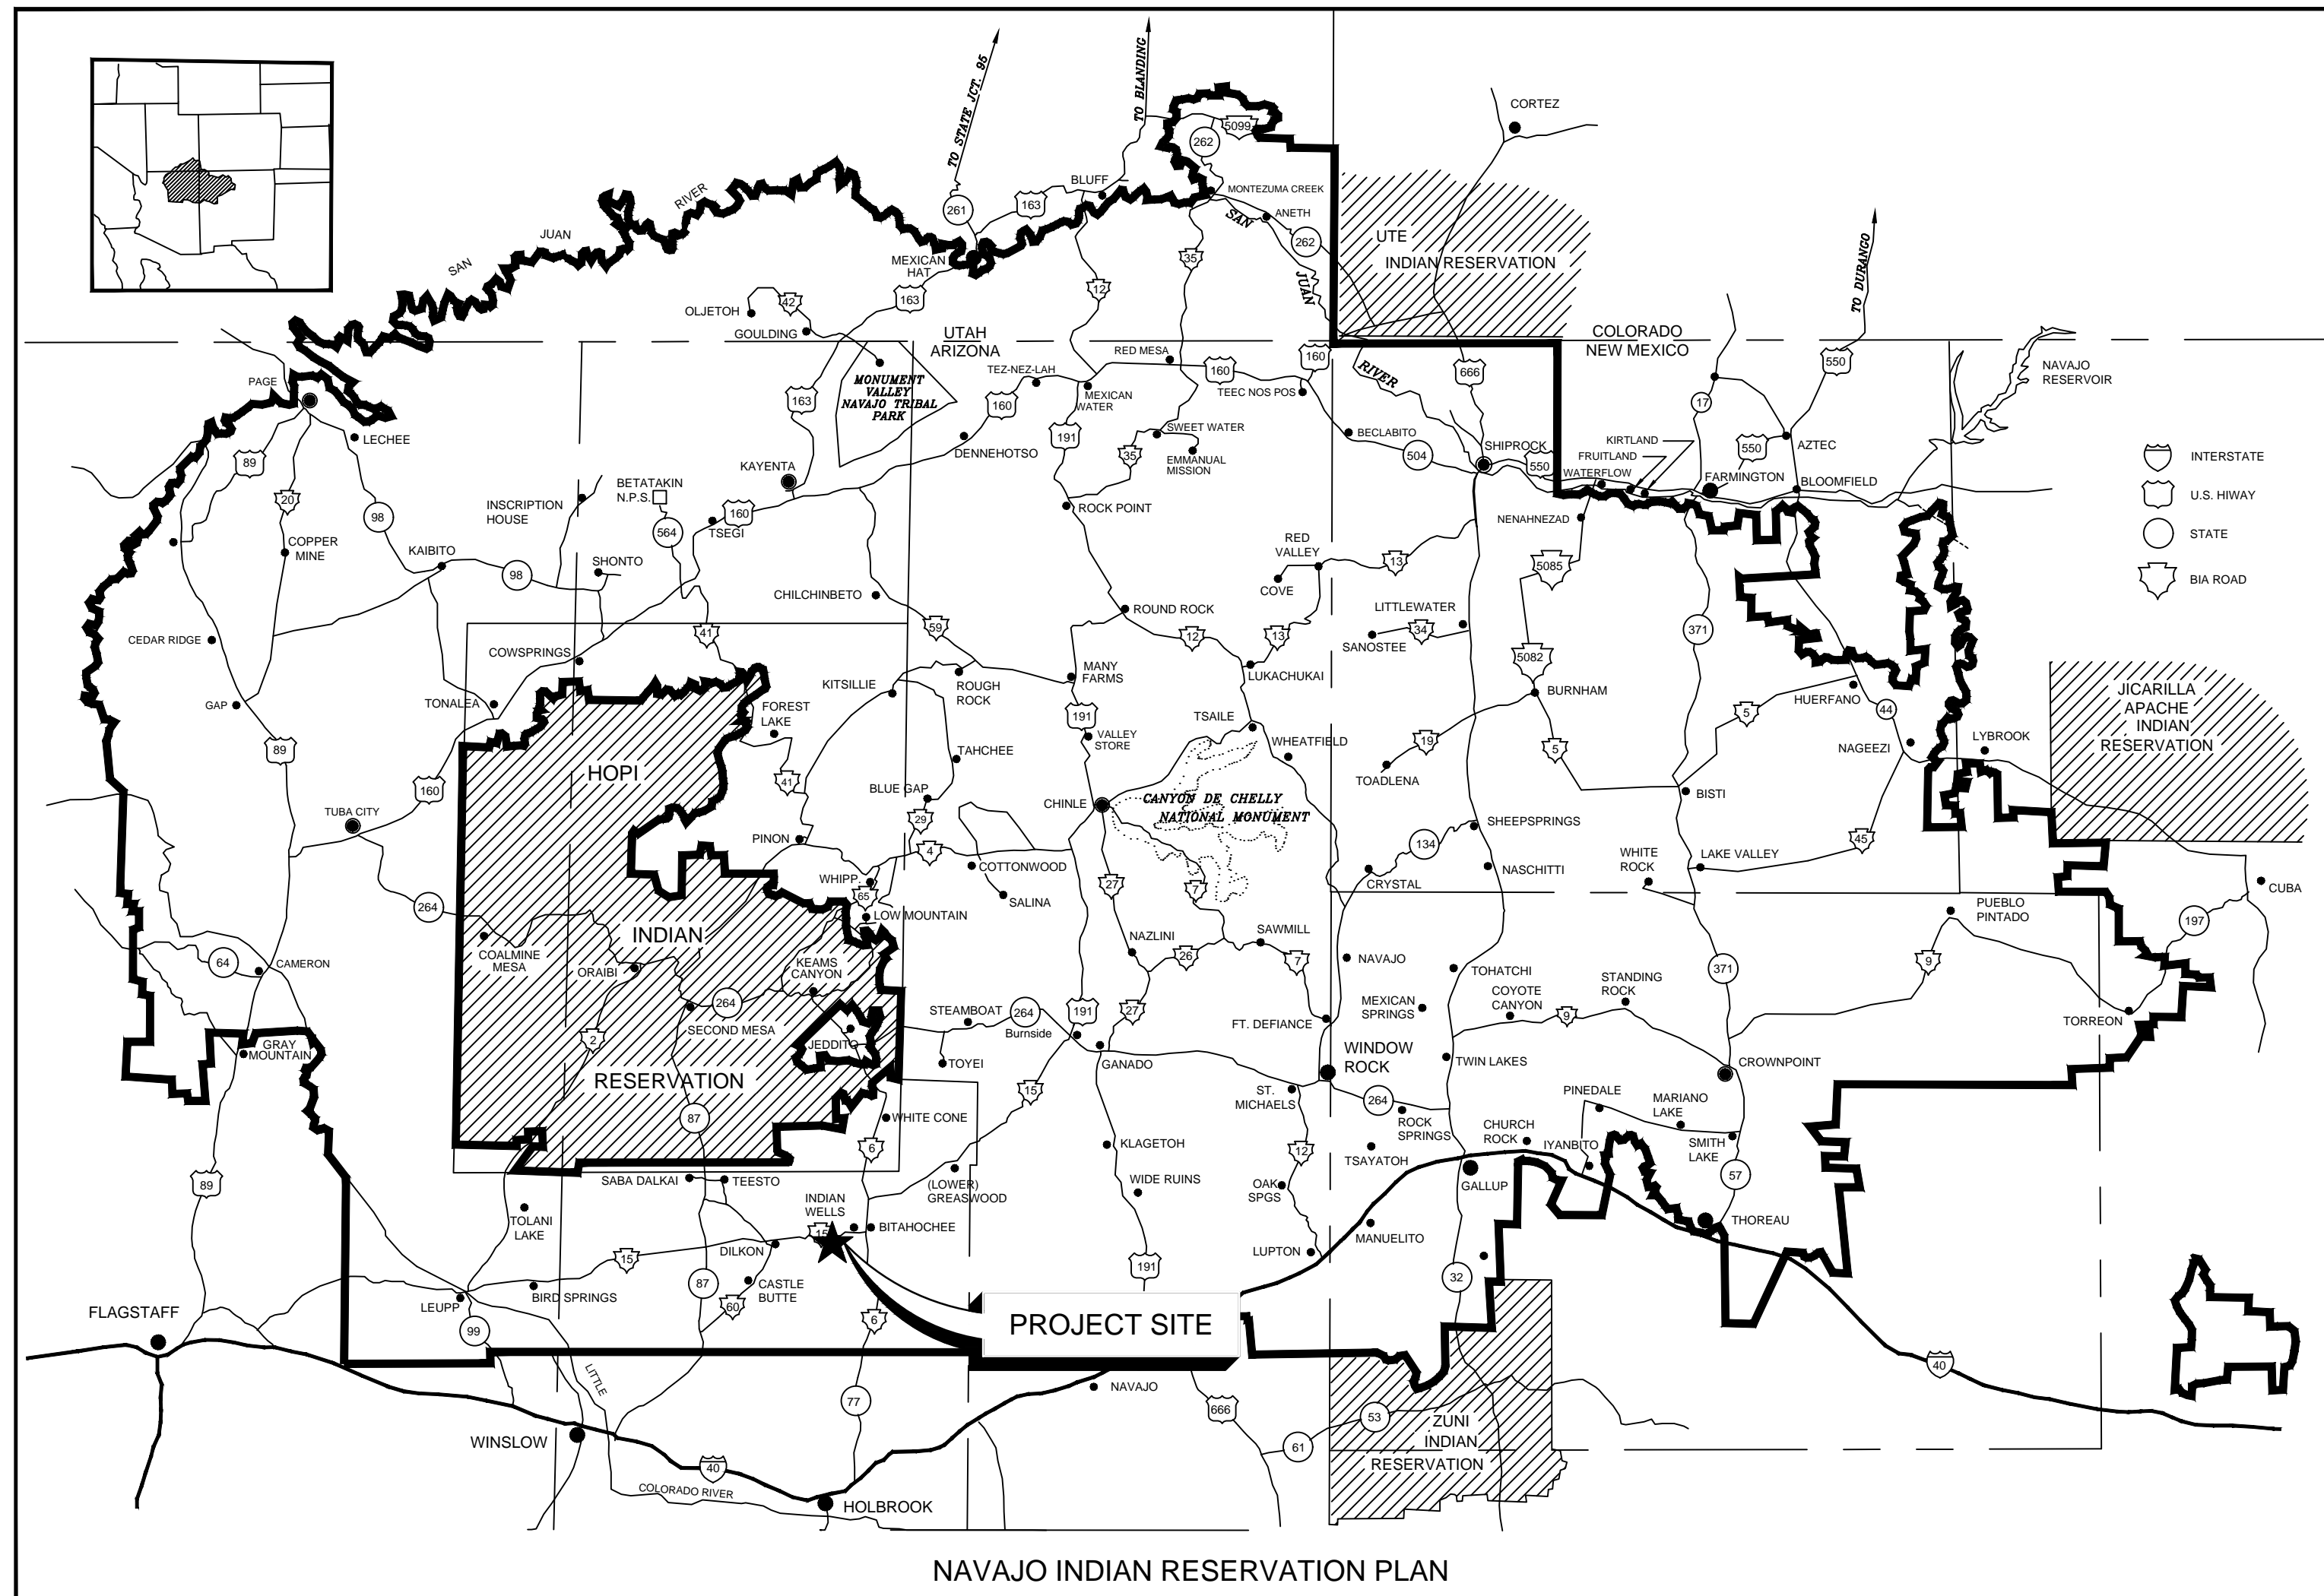 TO STATE JCT. 95
TO BLANDING
CORTEZ
5099
262
BLUFF
MONTEZUMA CREEK
RIVER
163
261
SAN
ANETH
JUAN
UTE
INDIAN RESERVATION
262
TO DURANGO
MEXICAN
HAT
35
SAN
JUAN
163
12
42
OLJETOH
GOULDING
UTAH
ARIZONA
COLORADO
NEW MEXICO
RED MESA
160
550
NAVAJO
RESERVOIR
PAGE
MONUMENT
VALLEY
NAVAJO TRIBAL
PARK
TEZ-NEZ-LAH
160
RIVER
666
163
160
MEXICAN
WATER
TEEC NOS POS
17
LECHEE
191
SWEET WATER
BECLABITO
KIRTLAND
550
AZTEC
INTERSTATE
89
KAYENTA
DENNEHOTSO
35
EMMANUAL
MISSION
504
SHIPROCK
550
FRUITLAND
WATERFLOW
FARMINGTON
BLOOMFIELD
20
BETATAKIN
N.P.S.
INSCRIPTION
HOUSE
160
U.S. HIWAY
98
564
TSEGI
ROCK POINT
NENAHNEZAD
STATE
COPPER
MINE
KAIBITO
SHONTO
RED
VALLEY
13
5085
98
COVE
BIA ROAD
CHILCHINBETO
ROUND ROCK
LITTLEWATER
CEDAR RIDGE
41
59
12
13
34
371
SANOSTEE
COWSPRINGS
5082
MANY
FARMS
LUKACHUKAI
GAP
TONALEA
KITSILLIE
ROUGH
ROCK
BURNHAM
HUERFANO
JICARILLA
APACHE
INDIAN
RESERVATION
FOREST
LAKE
191
TSAILE
5
44
89
VALLEY
STORE
WHEATFIELD
19
5
NAGEEZI
LYBROOK
TAHCHEE
HOPI
41
TOADLENA
160
BLUE GAP
CHINLE
CANYON DE CHELLY
NATIONAL MONUMENT
BISTI
TUBA CITY
29
SHEEPSPRINGS
PINON
4
134
45
WHITE
ROCK
LAKE VALLEY
COTTONWOOD
CRYSTAL
NASCHITTI
WHIPP.
65
27
7
CUBA
264
SALINA
LOW MOUNTAIN
PUEBLO
PINTADO
197
INDIAN
NAZLINI
SAWMILL
COALMINE
MESA
26
7
64
CAMERON
ORAIBI
KEAMS
CANYON
NAVAJO
TOHATCHI
371
9
STANDING
ROCK
264
STEAMBOAT
264
191
27
MEXICAN
SPRINGS
COYOTE
CANYON
9
SECOND MESA
Burnside
FT. DEFIANCE
TORREON
GRAY
MOUNTAIN
2
JEDDITO
TOYEI
GANADO
WINDOW
ROCK
TWIN LAKES
CROWNPOINT
RESERVATION
15
ST.
MICHAELS
PINEDALE
MARIANO
LAKE
87
WHITE CONE
264
ROCK
SPRINGS
CHURCH
ROCK
6
KLAGETOH
12
TSAYATOH
IYANBITO
SMITH
LAKE
89
SABA DALKAI
TEESTO
(LOWER)
GREASWOOD
WIDE RUINS
OAK
SPGS
GALLUP
57
INDIAN
WELLS
TOLANI
LAKE
BITAHOCHEE
THOREAU
DILKON
MANUELITO
15
LUPTON
LEUPP
BIRD SPRINGS
87
CASTLE
BUTTE
191
32
60
FLAGSTAFF
6
PROJECT SITE
99
40
LITTLE
NAVAJO
77
666
53
ZUNI
INDIAN
RESERVATION
WINSLOW
61
40
COLORADO RIVER
HOLBROOK
NAVAJO INDIAN RESERVATION PLAN